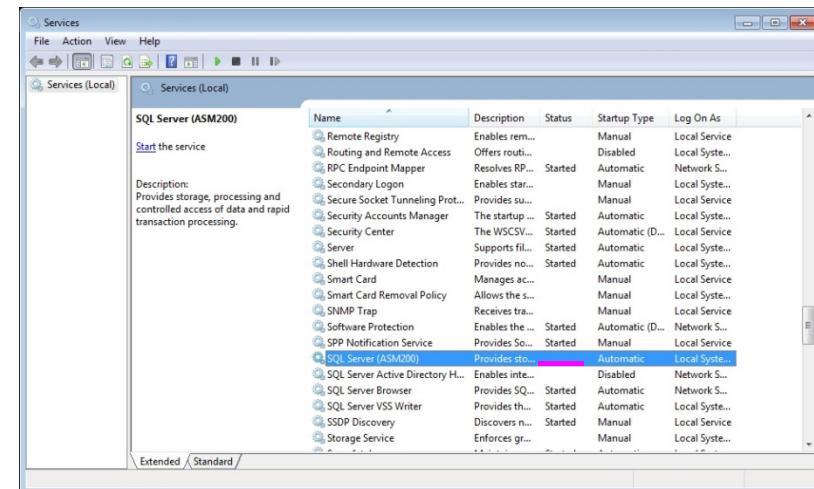 Services
File Action View Help
Services (Local)
Services (Local)
SQL Server (ASM200)
Start the service
Description:
Provides storage, processing and
controlled access of data and rapid
transaction processing.
Name Description Status Startup Type Log On As
Remote Registry Enables rem... Manual Local Service
Routing and Remote Access Offers routi... Disabled Local Syste...
RPC Endpoint Mapper Resolves RP... Started Automatic Network S...
Secondary Logon Enables star... Manual Local Syste...
Secure Socket Tunneling Prot... Provides su... Manual Local Service
Security Accounts Manager The startup ... Started Automatic Local Syste...
Security Center The WSCSV... Started Automatic (D... Local Service
Server Supports fil... Started Automatic Local Syste...
Shell Hardware Detection Provides no... Started Automatic Local Syste...
Smart Card Manages ac... Manual Local Service
Smart Card Removal Policy Allows the s... Manual Local Syste...
SNMP Trap Receives tra... Manual Local Service
Software Protection Enables the ... Started Automatic (D... Network S...
SPP Notification Service Provides So... Started Manual Local Service
SQL Server (ASM200) Provides sto... Automatic Local Syste...
SQL Server Active Directory H... Enables inte... Disabled Network S...
SQL Server Browser Provides SQ... Started Automatic Network S...
SQL Server VSS Writer Provides th... Started Automatic Local Syste...
SSDP Discovery Discovers n... Started Manual Local Service
Storage Service Enforces gr... Manual Local Syste...
Extended Standard